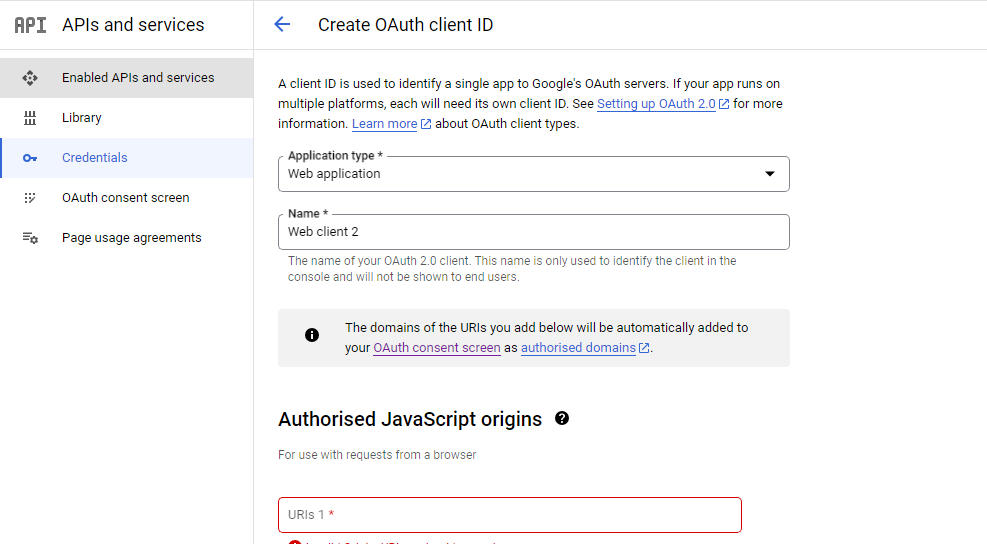 API APIs and services
Create OAuth client ID
Enabled APIs and services
Library
Credentials
OAuth consent screen
Page usage agreements
A client ID is used to identify a single app to Google's OAuth servers. If your app runs on
multiple platforms, each will need its own client ID. See Setting up OAuth 2.0 for more
information. Learn more about OAuth client types.
Application type *
Web application
Name *
Web client 2
The name of your OAuth 2.0 client. This name is only used to identify the client in the
console and will not be shown to end users.
The domains of the URIs you add below will be automatically added to
your OAuth consent screen as authorised domains.
Authorised JavaScript origins
For use with requests from a browser
URIs 1 *